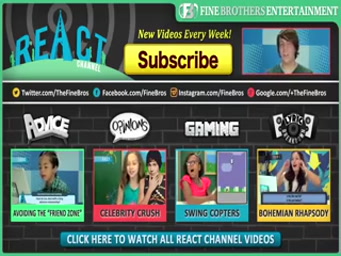 FB FINE BROTHERS ENTERTAINMENT
REACT
CHANNEL
New Videos Every Week!
Subscribe
Twitter.com/TheFineBros
Facebook.com/FineBros
Instagram.com/FineBros
Google.com/+TheFineBros
ADVICE
OPINIONS
GAMING
LYRIC
AVOIDING THE "FRIEND ZONE"
CELEBRITY CRUSH
SWING COPTERS
BOHEMIAN RHAPSODY
CLICK HERE TO WATCH ALL REACT CHANNEL VIDEOS